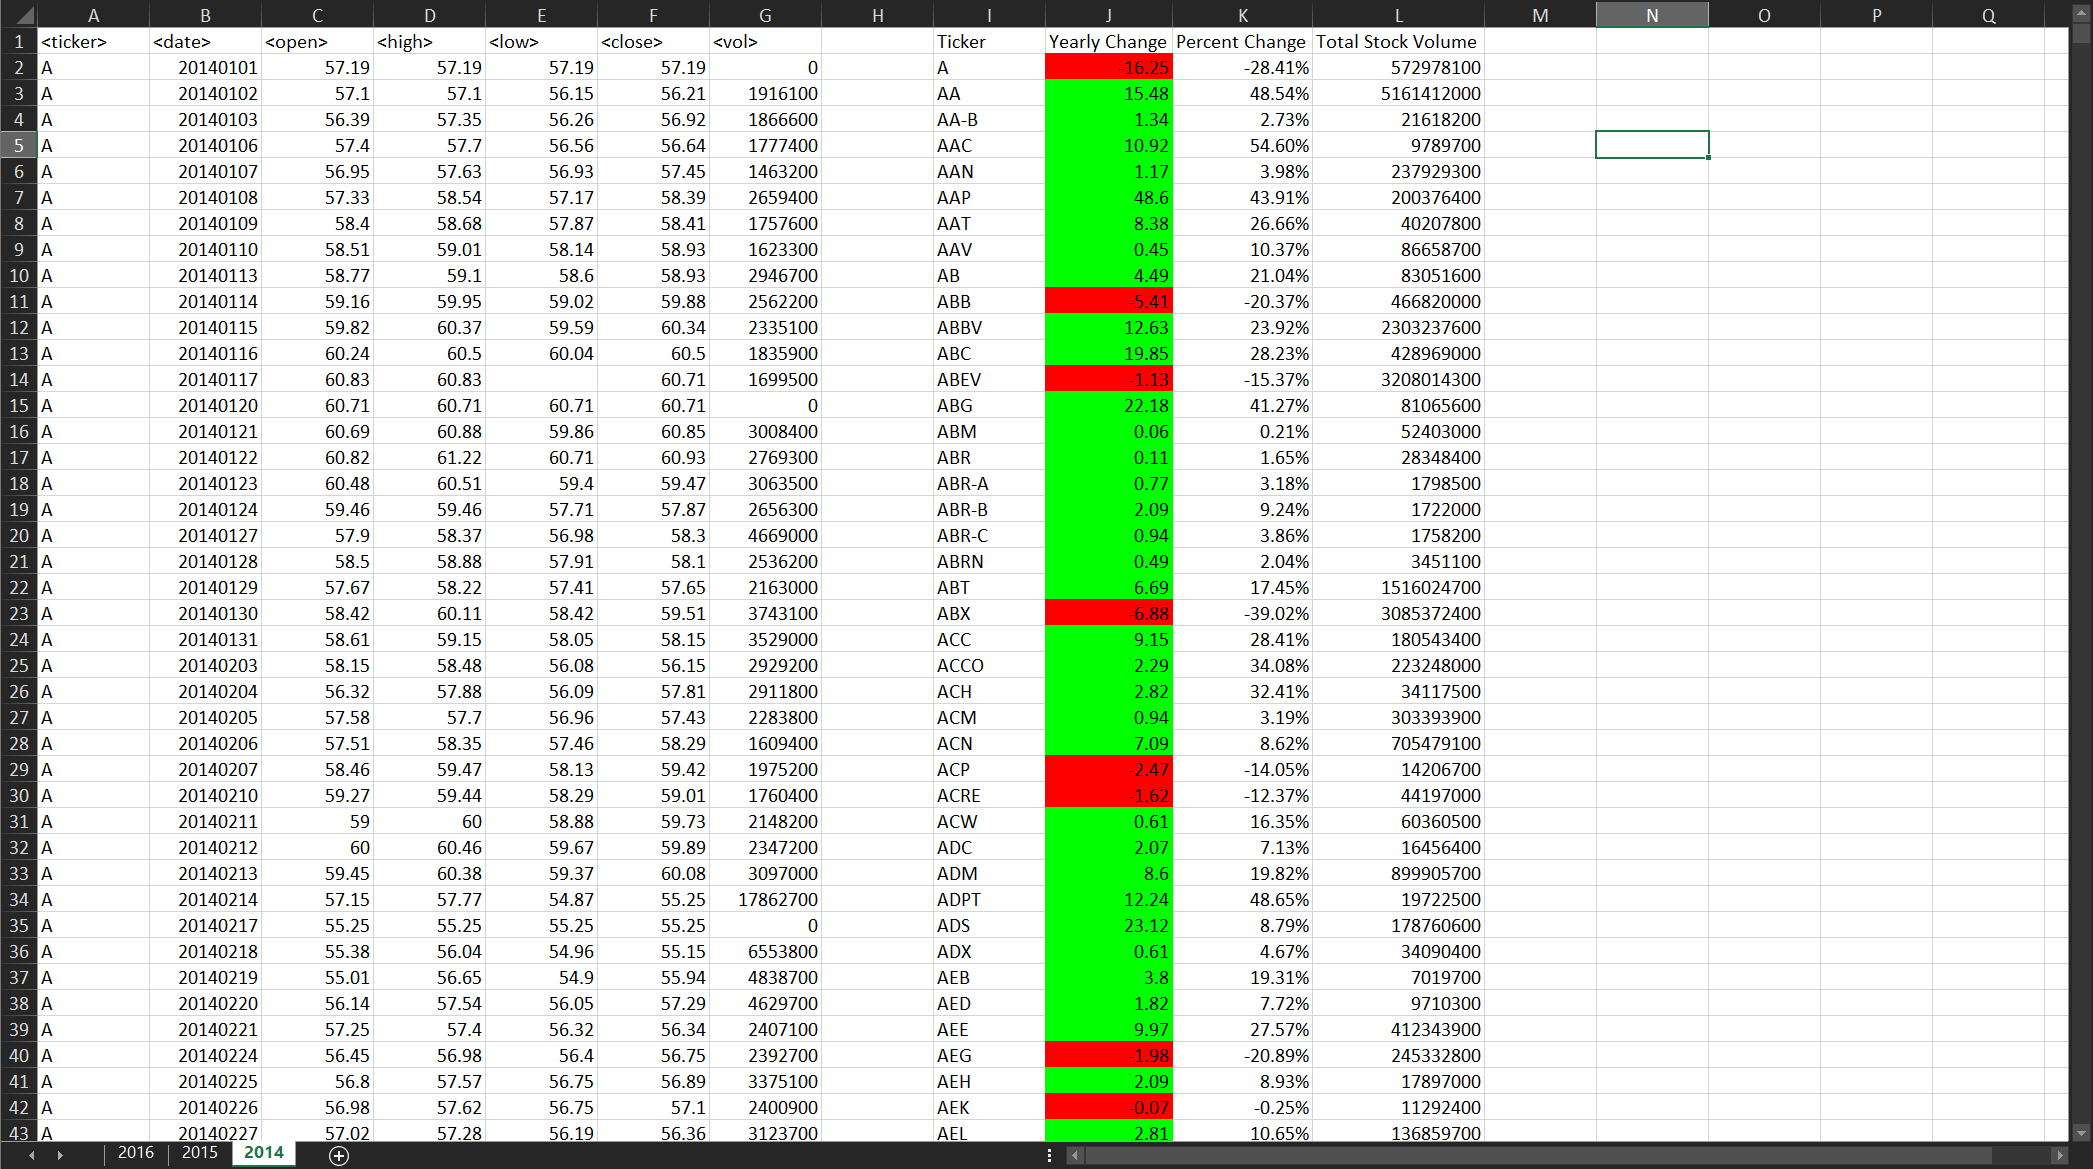 A B C D E F G H I J K L M N O P Q
1 <ticker> <date> <open> <high> <low> <close> <vol> Ticker Yearly Change Percent Change Total Stock Volume
2 A 20140101 57.19 57.19 57.19 57.19 0 A -16.25 -28.41% 572978100
3 A 20140102 57.1 57.1 56.15 56.21 1916100 AA 15.48 48.54% 5161412000
4 A 20140103 56.39 57.35 56.26 56.92 1866600 AA-B 1.34 2.73% 21618200
5 A 20140106 57.4 57.7 56.56 56.64 1777400 AAC 10.92 54.60% 9789700
6 A 20140107 56.95 57.63 56.93 57.45 1463200 AAN 1.17 3.98% 237929300
7 A 20140108 57.33 58.54 57.17 58.39 2659400 AAP 48.6 43.91% 200376400
8 A 20140109 58.4 58.68 57.87 58.41 1757600 AAT 8.38 26.66% 40207800
9 A 20140110 58.51 59.01 58.14 58.93 1623300 AAV 0.45 10.37% 86658700
10 A 20140113 58.77 59.1 58.6 58.93 2946700 AB 4.49 21.04% 83051600
11 A 20140114 59.16 59.95 59.02 59.88 2562200 ABB -5.41 -20.37% 466820000
12 A 20140115 59.82 60.37 59.59 60.34 2335100 ABBV 12.63 23.92% 2303237600
13 A 20140116 60.24 60.5 60.04 60.5 1835900 ABC 19.85 28.23% 428969000
14 A 20140117 60.83 60.83 60.71 1699500 ABEV -1.13 -15.37% 3208014300
15 A 20140120 60.71 60.71 60.71 60.71 0 ABG 22.18 41.27% 81065600
16 A 20140121 60.69 60.88 59.86 60.85 3008400 ABM 0.06 0.21% 52403000
17 A 20140122 60.82 61.22 60.71 60.93 2769300 ABR 0.11 1.65% 28348400
18 A 20140123 60.48 60.51 59.4 59.47 3063500 ABR-A 0.77 3.18% 1798500
19 A 20140124 59.46 59.46 57.71 57.87 2656300 ABR-B 2.09 9.24% 1722000
20 A 20140127 57.9 58.37 56.98 58.3 4669000 ABR-C 0.94 3.86% 1758200
21 A 20140128 58.5 58.88 57.91 58.1 2536200 ABRN 0.49 2.04% 3451100
22 A 20140129 57.67 58.22 57.41 57.65 2163000 ABT 6.69 17.45% 1516024700
23 A 20140130 58.42 60.11 58.42 59.51 3743100 ABX -6.88 -39.02% 3085372400
24 A 20140131 58.61 59.15 58.05 58.15 3529000 ACC 9.15 28.41% 180543400
25 A 20140203 58.15 58.48 56.08 56.15 2929200 ACCO 2.29 34.08% 223248000
26 A 20140204 56.32 57.88 56.09 57.81 2911800 ACH 2.82 32.41% 34117500
27 A 20140205 57.58 57.7 56.96 57.43 2283800 ACM 0.94 3.19% 303393900
28 A 20140206 57.51 58.35 57.46 58.29 1609400 ACN 7.09 8.62% 705479100
29 A 20140207 58.46 59.47 58.13 59.42 1975200 ACP -2.47 -14.05% 14206700
30 A 20140210 59.27 59.44 58.29 59.01 1760400 ACRE -1.62 -12.37% 44197000
31 A 20140211 59 60 58.88 59.73 2148200 ACW 0.61 16.35% 60360500
32 A 20140212 60 60.46 59.67 59.89 2347200 ADC 2.07 7.13% 16456400
33 A 20140213 59.45 60.38 59.37 60.08 3097000 ADM 8.6 19.82% 899905700
34 A 20140214 57.15 57.77 54.87 55.25 17862700 ADPT 12.24 48.65% 19722500
35 A 20140217 55.25 55.25 55.25 55.25 0 ADS 23.12 8.79% 178760600
36 A 20140218 55.38 56.04 54.96 55.15 6553800 ADX 0.61 4.67% 34090400
37 A 20140219 55.01 56.65 54.9 55.94 4838700 AEB 3.8 19.31% 7019700
38 A 20140220 56.14 57.54 56.05 57.29 4629700 AED 1.82 7.72% 9710300
39 A 20140221 57.25 57.4 56.32 56.34 2407100 AEE 9.97 27.57% 412343900
40 A 20140224 56.45 56.98 56.4 56.75 2392700 AEG -1.98 -20.89% 245332800
41 A 20140225 56.8 57.57 56.75 56.89 3375100 AEH 2.09 8.93% 17897000
42 A 20140226 56.98 57.62 56.75 57.1 2400900 AEK -0.07 -0.25% 11292400
43 A 20140227 57.02 57.28 56.19 56.36 3123700 AEL 2.81 10.65% 136859700
2016 2015 2014